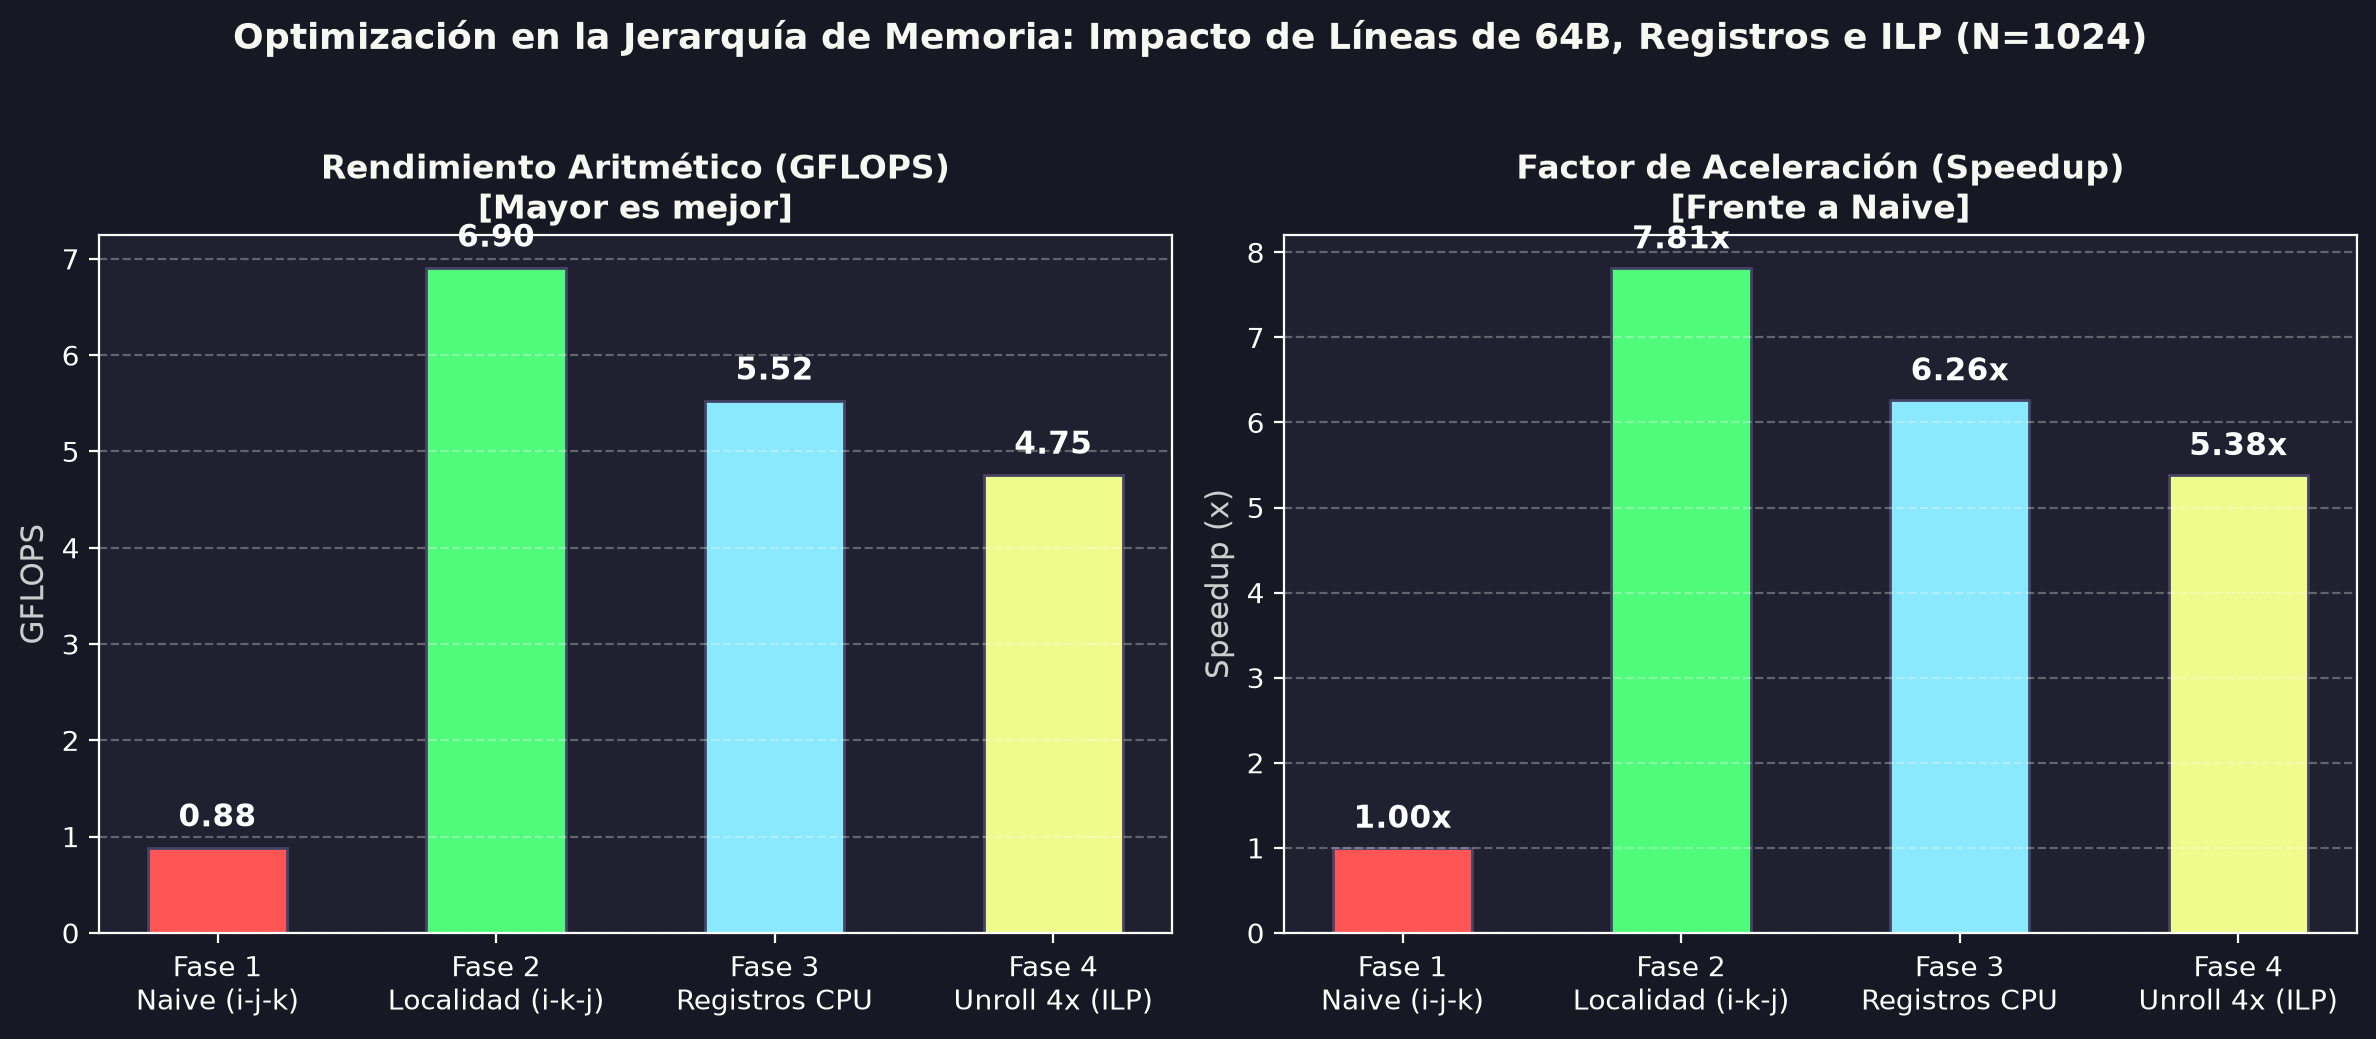 Optimización en la Jerarquía de Memoria: Impacto de Líneas de 64B, Registros e ILP (N=1024)
Rendimiento Aritmético (GFLOPS)
[Mayor es mejor]
GFLOPS
7
6
5
4
3
2
1
0
0.88
6.90
5.52
4.75
Fase 1
Naive (i-j-k)
Fase 2
Localidad (i-k-j)
Fase 3
Registros CPU
Fase 4
Unroll 4x (ILP)
Factor de Aceleración (Speedup)
[Frente a Naive]
Speedup (x)
8
7
6
5
4
3
2
1
0
1.00x
7.81x
6.26x
5.38x
Fase 1
Naive (i-j-k)
Fase 2
Localidad (i-k-j)
Fase 3
Registros CPU
Fase 4
Unroll 4x (ILP)